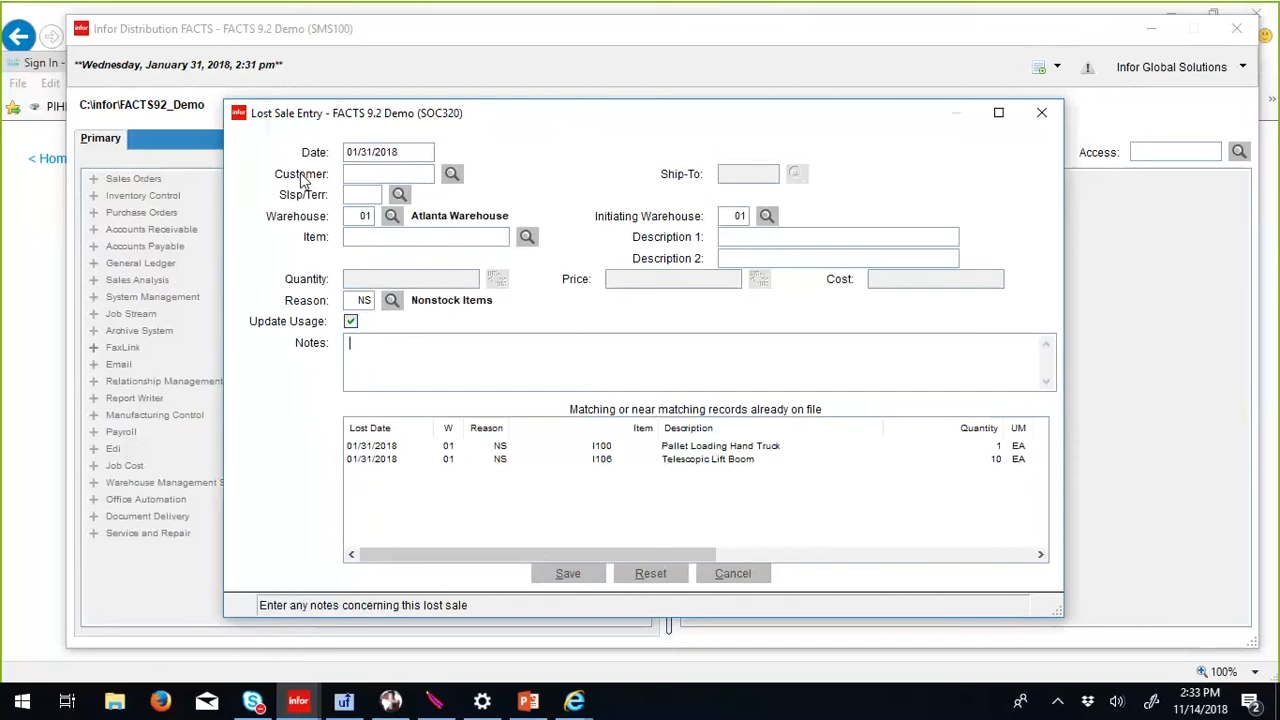 Infor Distribution FACTS - FACTS 9.2 Demo (SMS100)
Sign In -
**Wednesday, January 31, 2018, 2:31 pm**
Infor Global Solutions
File Edit
C:\infor\FACTS92_Demo
PIH
Primary
< Hom
Access:
Sales Orders
Inventory Control
Purchase Orders
Accounts Receivable
Accounts Payable
General Ledger
Sales Analysis
System Management
Job Stream
Archive System
FaxLink
Email
Relationship Management
Report Writer
Manufacturing Control
Payroll
Edi
Job Cost
Warehouse Management S
Office Automation
Document Delivery
Service and Repair
infor Lost Sale Entry - FACTS 9.2 Demo (SOC320)
Date: 01/31/2018
Customer: Ship-To:
Slsp/Terr:
Warehouse: 01 Atlanta Warehouse Initiating Warehouse: 01
Item: Description 1:
Description 2:
Quantity: Price: Cost:
Reason: NS Nonstock Items
Update Usage:
Notes:
Matching or near matching records already on file
Lost Date W Reason Item Description Quantity UM
01/31/2018 01 NS I100 Pallet Loading Hand Truck 1 EA
01/31/2018 01 NS I106 Telescopic Lift Boom 10 EA
Save Reset Cancel
Enter any notes concerning this lost sale
100%
infor uf
2:33 PM
11/14/2018
2